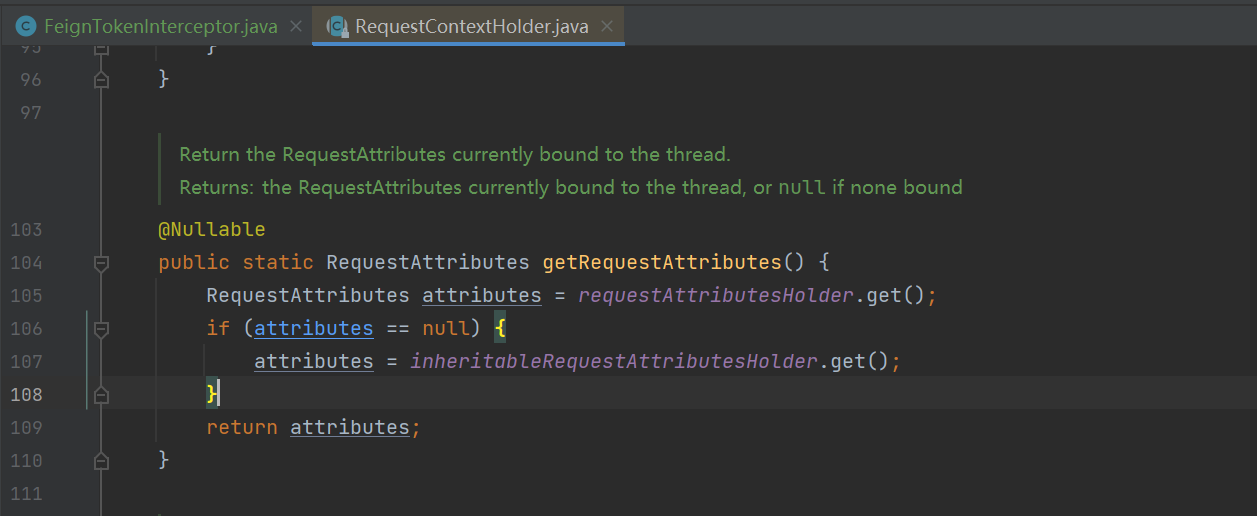 FeignTokenInterceptor.java RequestContextHolder.java
95 }
96 }
97
Return the RequestAttributes currently bound to the thread.
Returns: the RequestAttributes currently bound to the thread, or null if none bound
103 @Nullable
104 public static RequestAttributes getRequestAttributes() {
105 RequestAttributes attributes = requestAttributesHolder.get();
106 if (attributes == null) {
107 attributes = inheritableRequestAttributesHolder.get();
108 }
109 return attributes;
110 }
111